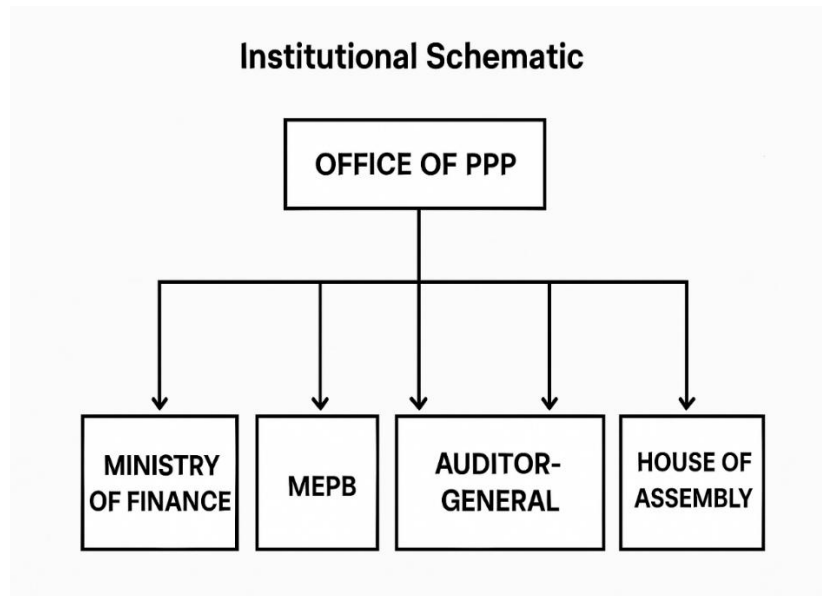 Institutional Schematic
OFFICE OF PPP
MINISTRY
OF FINANCE
MEPB
AUDITOR-
GENERAL
HOUSE OF
ASSEMBLY